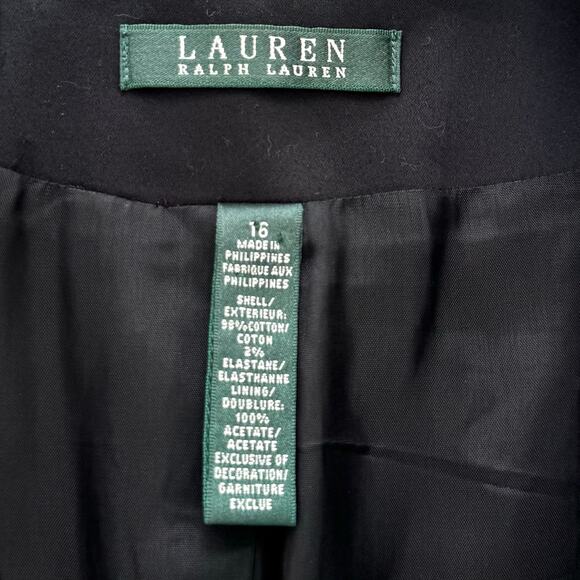 LAUREN
RALPH LAUREN
16
MADE IN
PHILIPPINES
FABRIQUE AUX
PHILIPPINES
SHELL/
EXTERIEUR:
98%COTTON/
COTON
2%
ELASTANE/
ELASTHANNE
LINING/
DOUBLURE:
100%
ACETATE/
ACETATE
EXCLUSIVE OF
DECORATION/
GARNITURE
EXCLUE